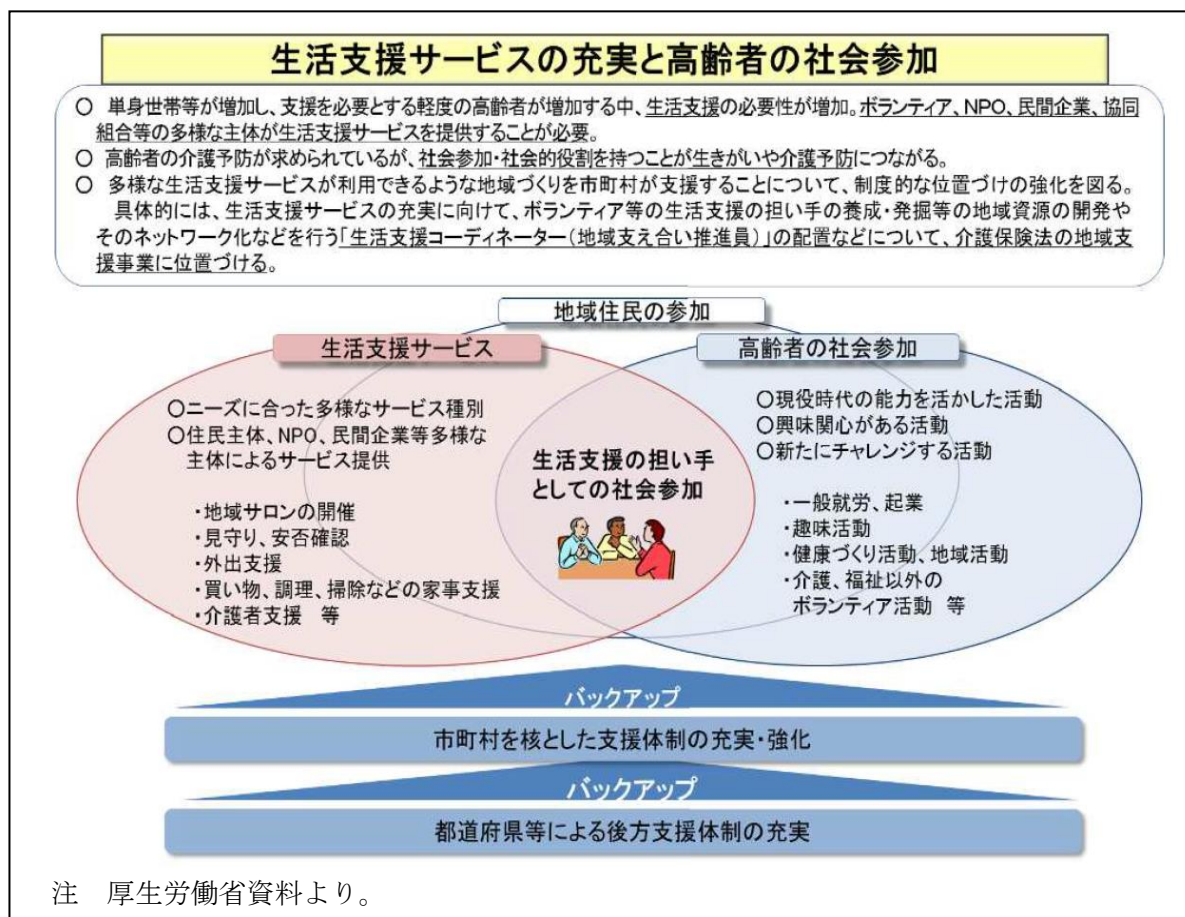 生活支援サービスの充実と高齢者の社会参加
○ 単身世帯等が増加し、支援を必要とする軽度の高齢者が増加する中、生活支援の必要性が増加。ボランティア、NPO、民間企業、協同
組合等の多様な主体が生活支援サービスを提供することが必要。
○ 高齢者の介護予防が求められているが、社会参加・社会的役割を持つことが生きがいや介護予防につながる。
○ 多様な生活支援サービスが利用できるような地域づくりを市町村が支援することについて、制度的な位置づけの強化を図る。
具体的には、生活支援サービスの充実に向けて、ボランティア等の生活支援の担い手の養成・発掘等の地域資源の開発や
そのネットワーク化などを行う「生活支援コーディネーター(地域支え合い推進員)」の配置などについて、介護保険法の地域支
援事業に位置づける。
地域住民の参加
生活支援サービス
○ニーズに合った多様なサービス種別
○住民主体、NPO、民間企業等多様な
主体によるサービス提供
・地域サロンの開催
・見守り、安否確認
・外出支援
・買い物、調理、掃除などの家事支援
・介護者支援 等
生活支援の担い手
としての社会参加
高齢者の社会参加
○現役時代の能力を活かした活動
○興味関心がある活動
○新たにチャレンジする活動
・一般就労、起業
・趣味活動
・健康づくり活動、地域活動
・介護、福祉以外の
ボランティア活動 等
バックアップ
市町村を核とした支援体制の充実・強化
バックアップ
都道府県等による後方支援体制の充実
注 厚生労働省資料より。